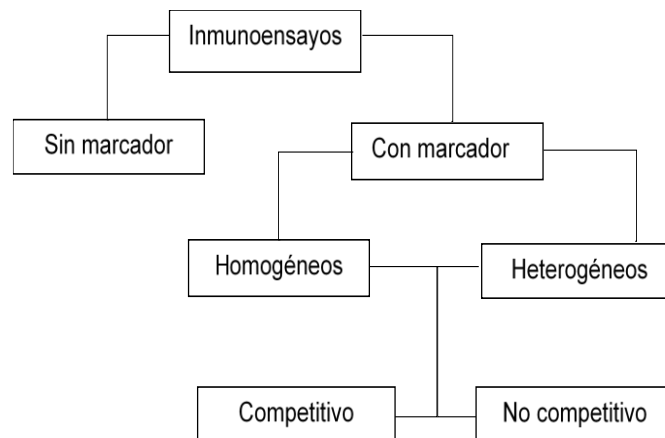 Inmunoensayos
Sin marcador
Con marcador
Homogéneos
Heterogéneos
Competitivo
No competitivo